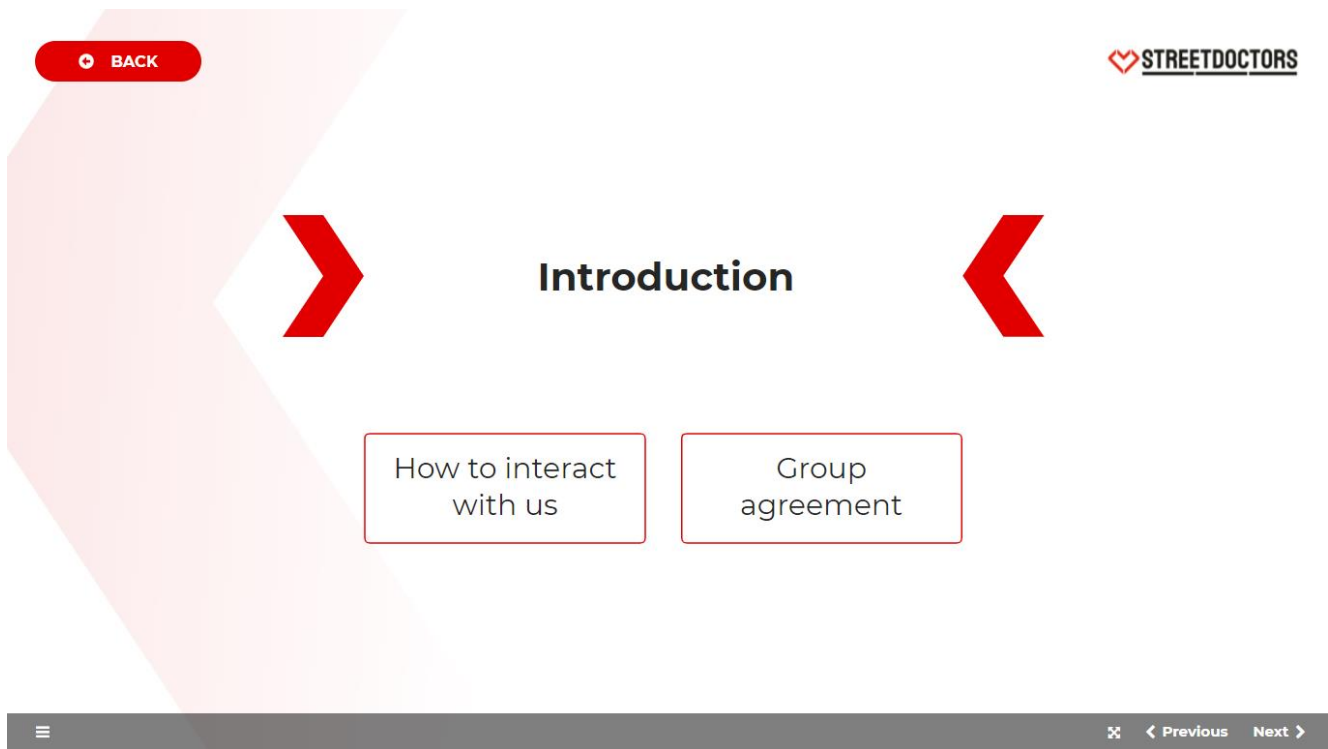 BACK
STREETDOCTORS
Introduction
How to interact
with us
Group
agreement
Previous
Next